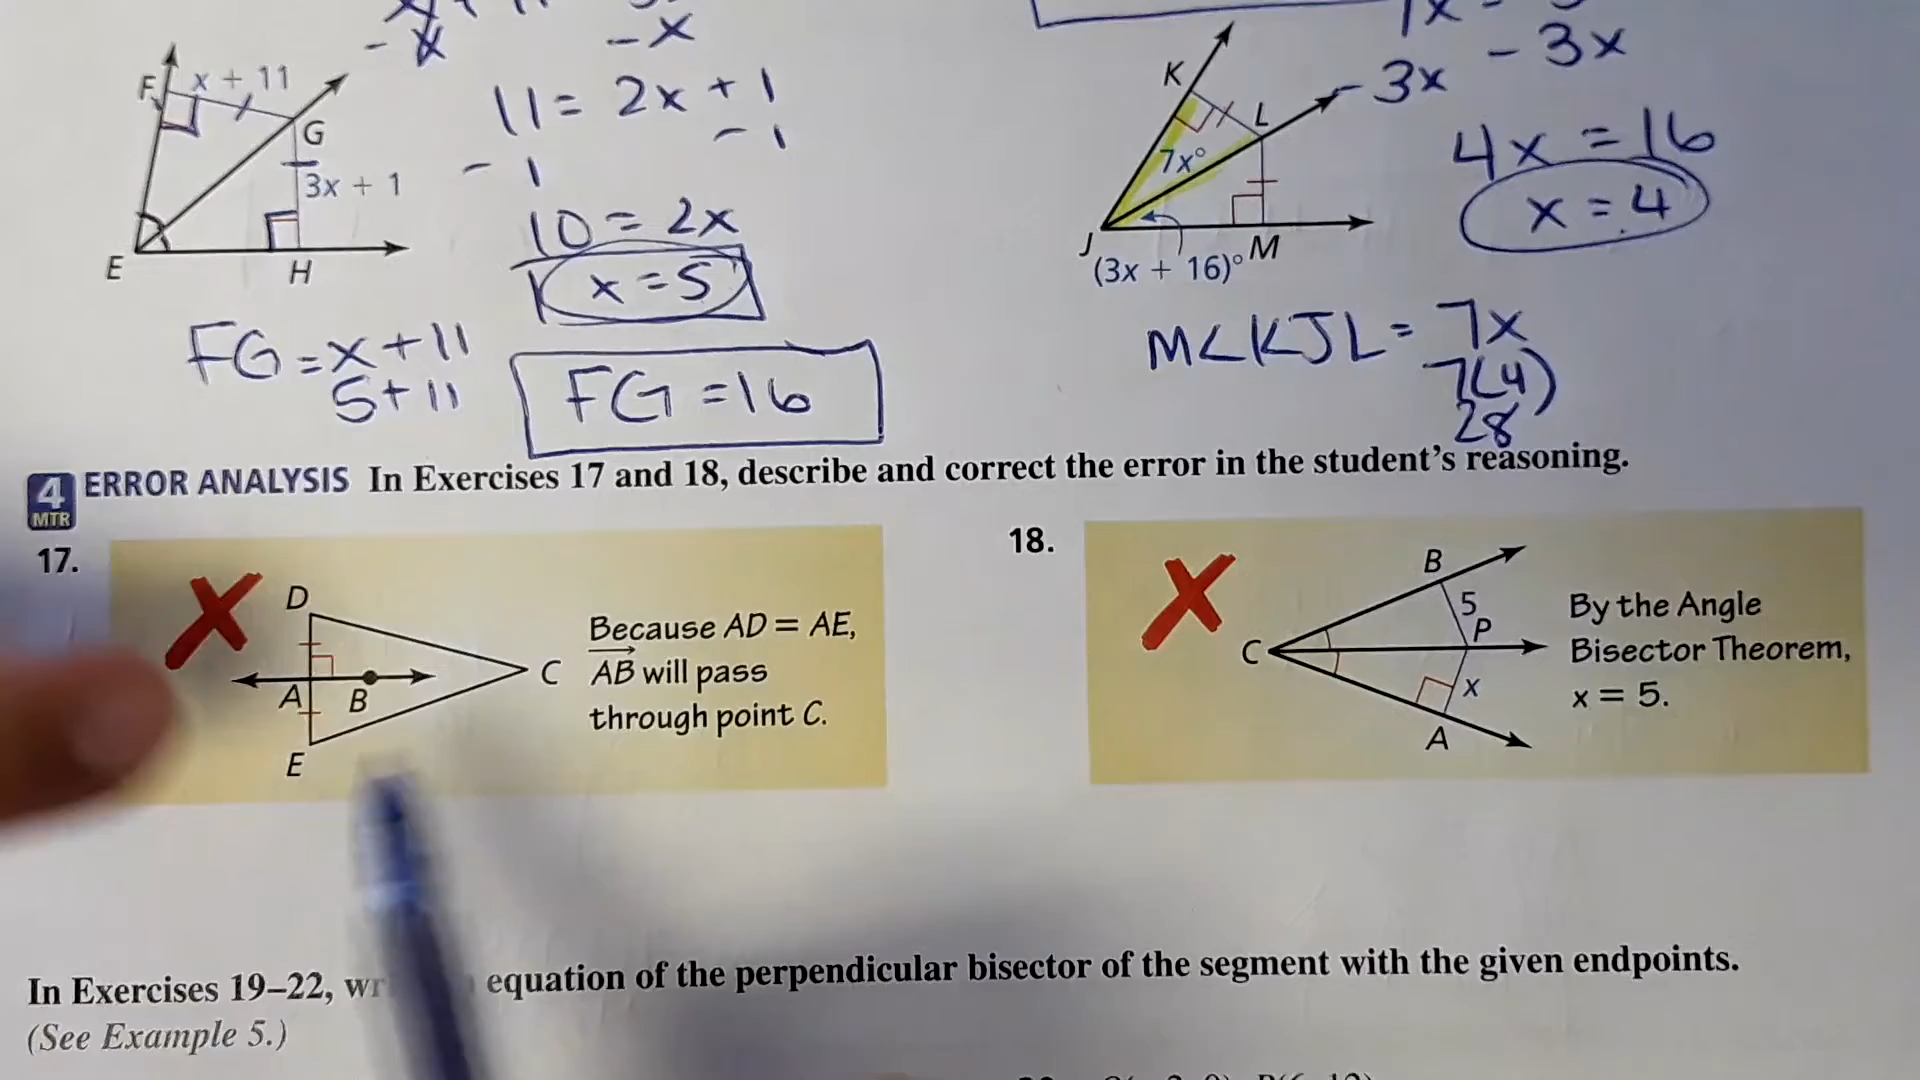 - x
- x
11 = 2x + 1
- 1
- 1
10 = 2x
x = 5
F
x + 11
G
3x + 1
E
H
FG = x + 11
5 + 11
FG = 16
7x
- 3x
- 3x
4x = 16
x = 4
K
L
7x°
J
M
(3x + 16)°
M<KJL = 7x
7(4)
28
4 ERROR ANALYSIS In Exercises 17 and 18, describe and correct the error in the student's reasoning.
MTR
17.
D
A
B
C
E
Because AD = AE,
AB will pass
through point C.
18.
B
5
P
C
x
A
By the Angle
Bisector Theorem,
x = 5.
In Exercises 19–22, equation of the perpendicular bisector of the segment with the given endpoints.
(See Example 5.)